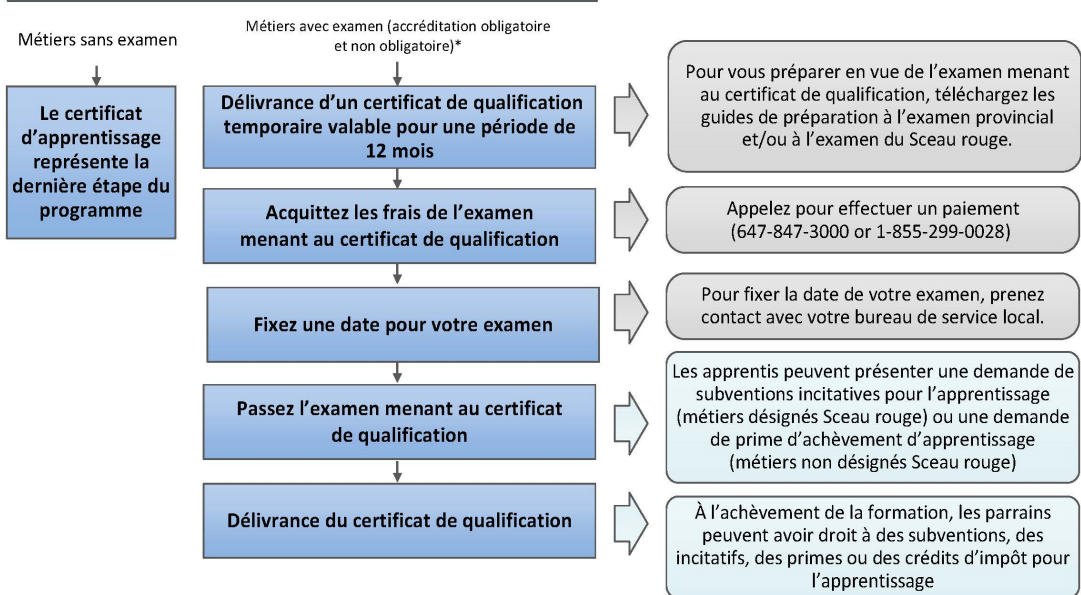 Métiers sans examen
Métiers avec examen (accréditation obligatoire
et non obligatoire)*
Le certificat
d’apprentissage
représente la
dernière étape du
programme
Délivrance d’un certificat de qualification
temporaire valable pour une période de
12 mois
Pour vous préparer en vue de l’examen menant
au certificat de qualification, téléchargez les
guides de préparation à l’examen provincial
et/ou à l’examen du Sceau rouge.
Acquittez les frais de l’examen
menant au certificat de qualification
Appelez pour effectuer un paiement
(647-847-3000 or 1-855-299-0028)
Fixez une date pour votre examen
Pour fixer la date de votre examen, prenez
contact avec votre bureau de service local.
Passez l’examen menant au certificat
de qualification
Les apprentis peuvent présenter une demande de
subventions incitatives pour l’apprentissage
(métiers désignés Sceau rouge) ou une demande
de prime d’achèvement d’apprentissage
(métiers non désignés Sceau rouge)
Délivrance du certificat de qualification
À l’achèvement de la formation, les parrains
peuvent avoir droit à des subventions, des
incitatifs, des primes ou des crédits d’impôt pour
l’apprentissage